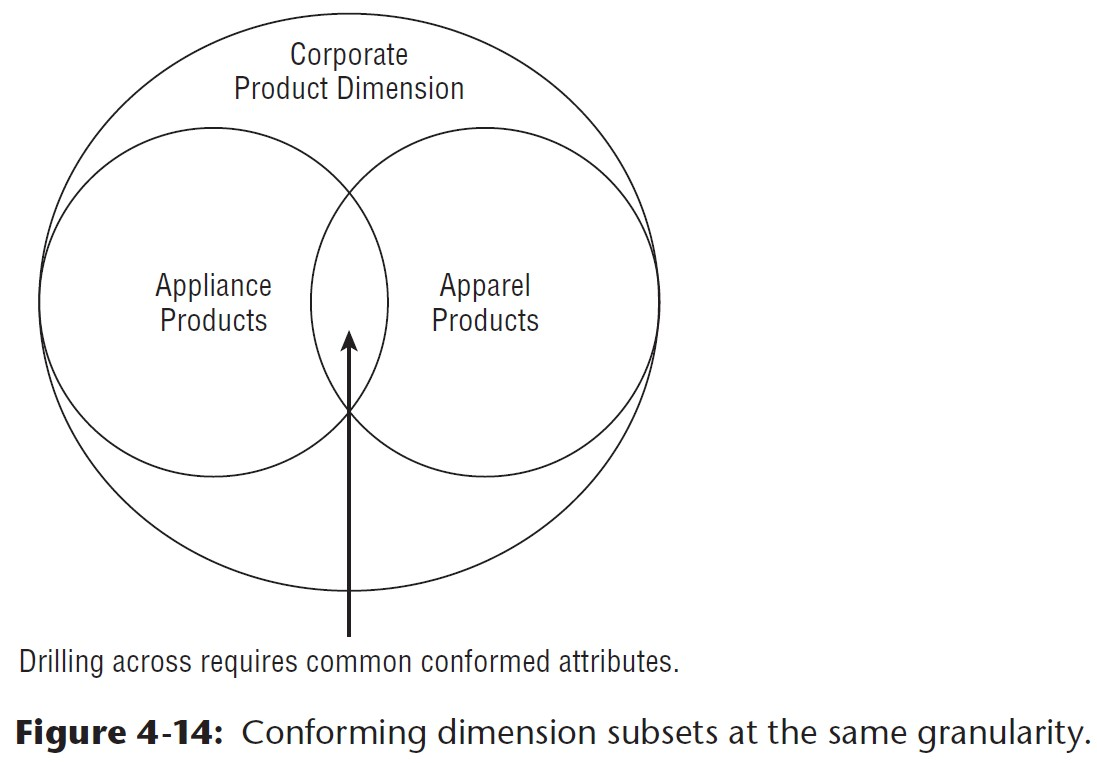 Corporate
Product Dimension
Appliance
Products
Apparel
Products
Drilling across requires common conformed attributes.
Figure 4-14: Conforming dimension subsets at the same granularity.